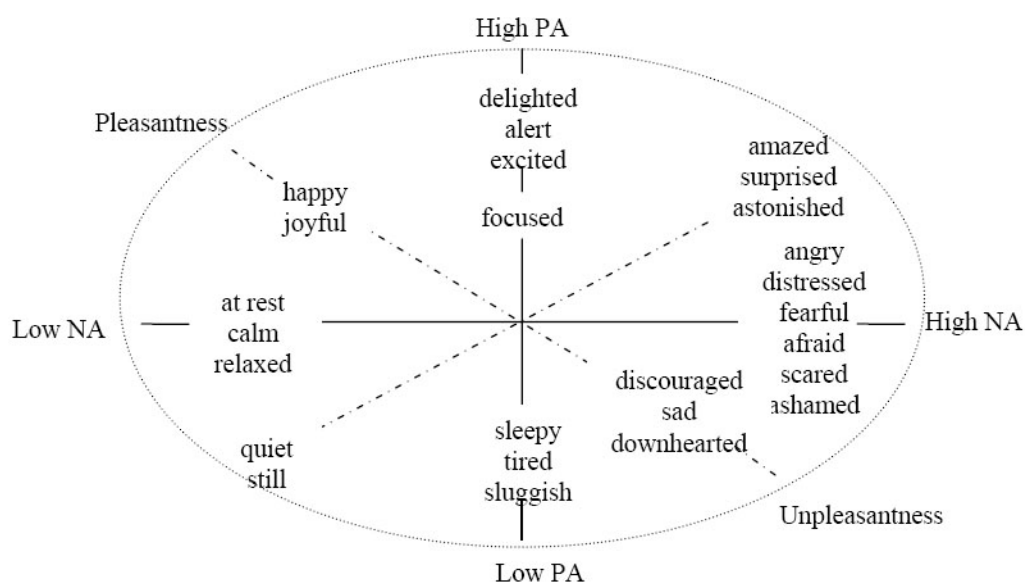 High PA
delighted
alert
excited
focused
Pleasantness
happy
joyful
amazed
surprised
astonished
angry
distressed
fearful
afraid
scared
ashamed
Low NA
at rest
calm
relaxed
High NA
discouraged
sad
downhearted
quiet
still
sleepy
tired
sluggish
Unpleasantness
Low PA